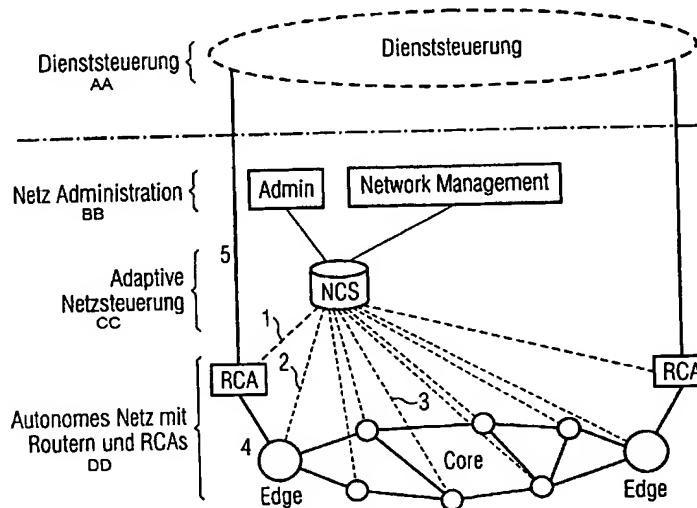 Dienststeuerung
Dienststeuerung
AA
Netz Administration
BB
Admin
Network Management
5
Adaptive
Netzsteuerung
CC
NCS
1
2
3
RCA
RCA
Autonomes Netz mit
Routern und RCAs
DD
4
Core
Edge
Edge